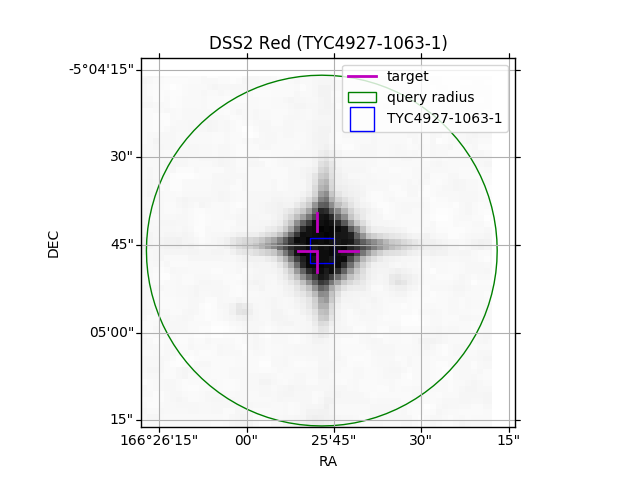 DSS2 Red (TYC4927-1063-1)
target
query radius
TYC4927-1063-1
-5°04'15"
30"
45"
05'00"
15"
DEC
166°26'15"
00"
25'45"
30"
15"
RA